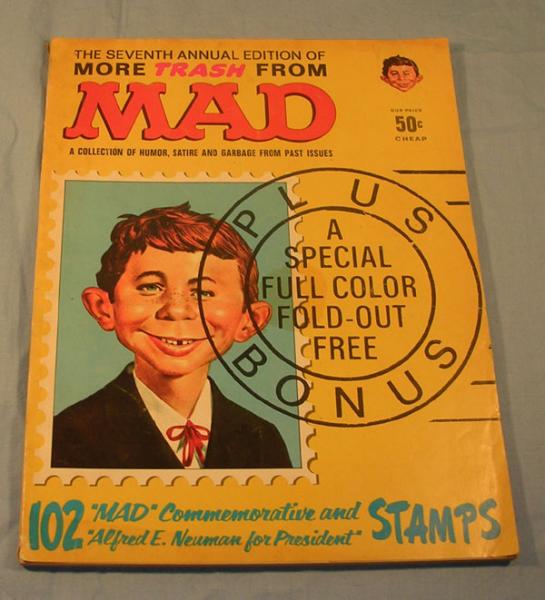 THE SEVENTH ANNUAL EDITION OF
MORE TRASH FROM
MAD
OUR PRICE
50c
CHEAP
A COLLECTION OF HUMOR, SATIRE AND GARBAGE FROM PAST ISSUES
PLUS
A
SPECIAL
FULL COLOR
FOLD-OUT
FREE
BONUS
102 "MAD" Commemorative and
"Alfred E. Neuman for President" STAMPS